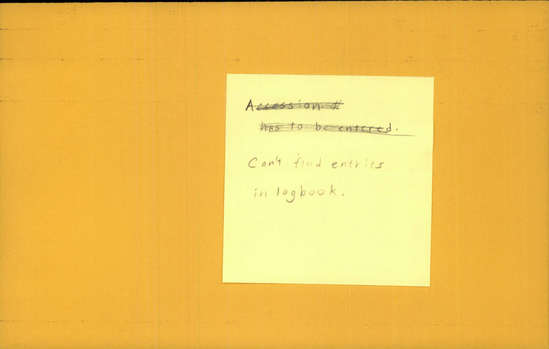 Accession #
has to be entered.
Can't find entries
in logbook.